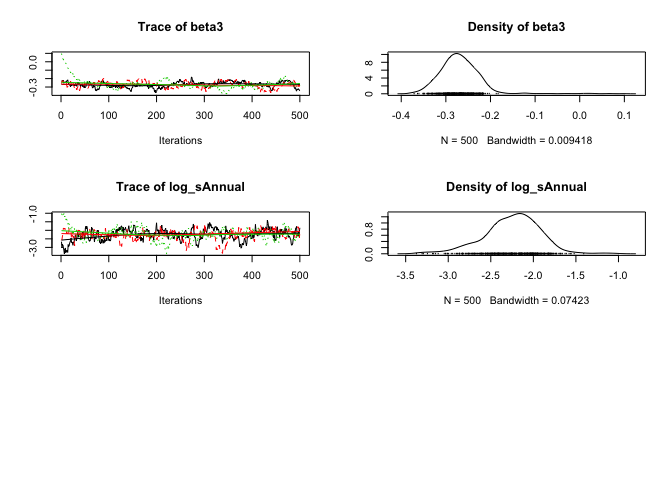 Trace of beta3
0.0
-0.3
0 100 200 300 400 500
Iterations
Density of beta3
8
4
0
-0.4 -0.3 -0.2 -0.1 0.0 0.1
N = 500 Bandwidth = 0.009418
Trace of log_sAnnual
-1.0
-3.0
0 100 200 300 400 500
Iterations
Density of log_sAnnual
0.8
0.0
-3.5 -3.0 -2.5 -2.0 -1.5 -1.0
N = 500 Bandwidth = 0.07423